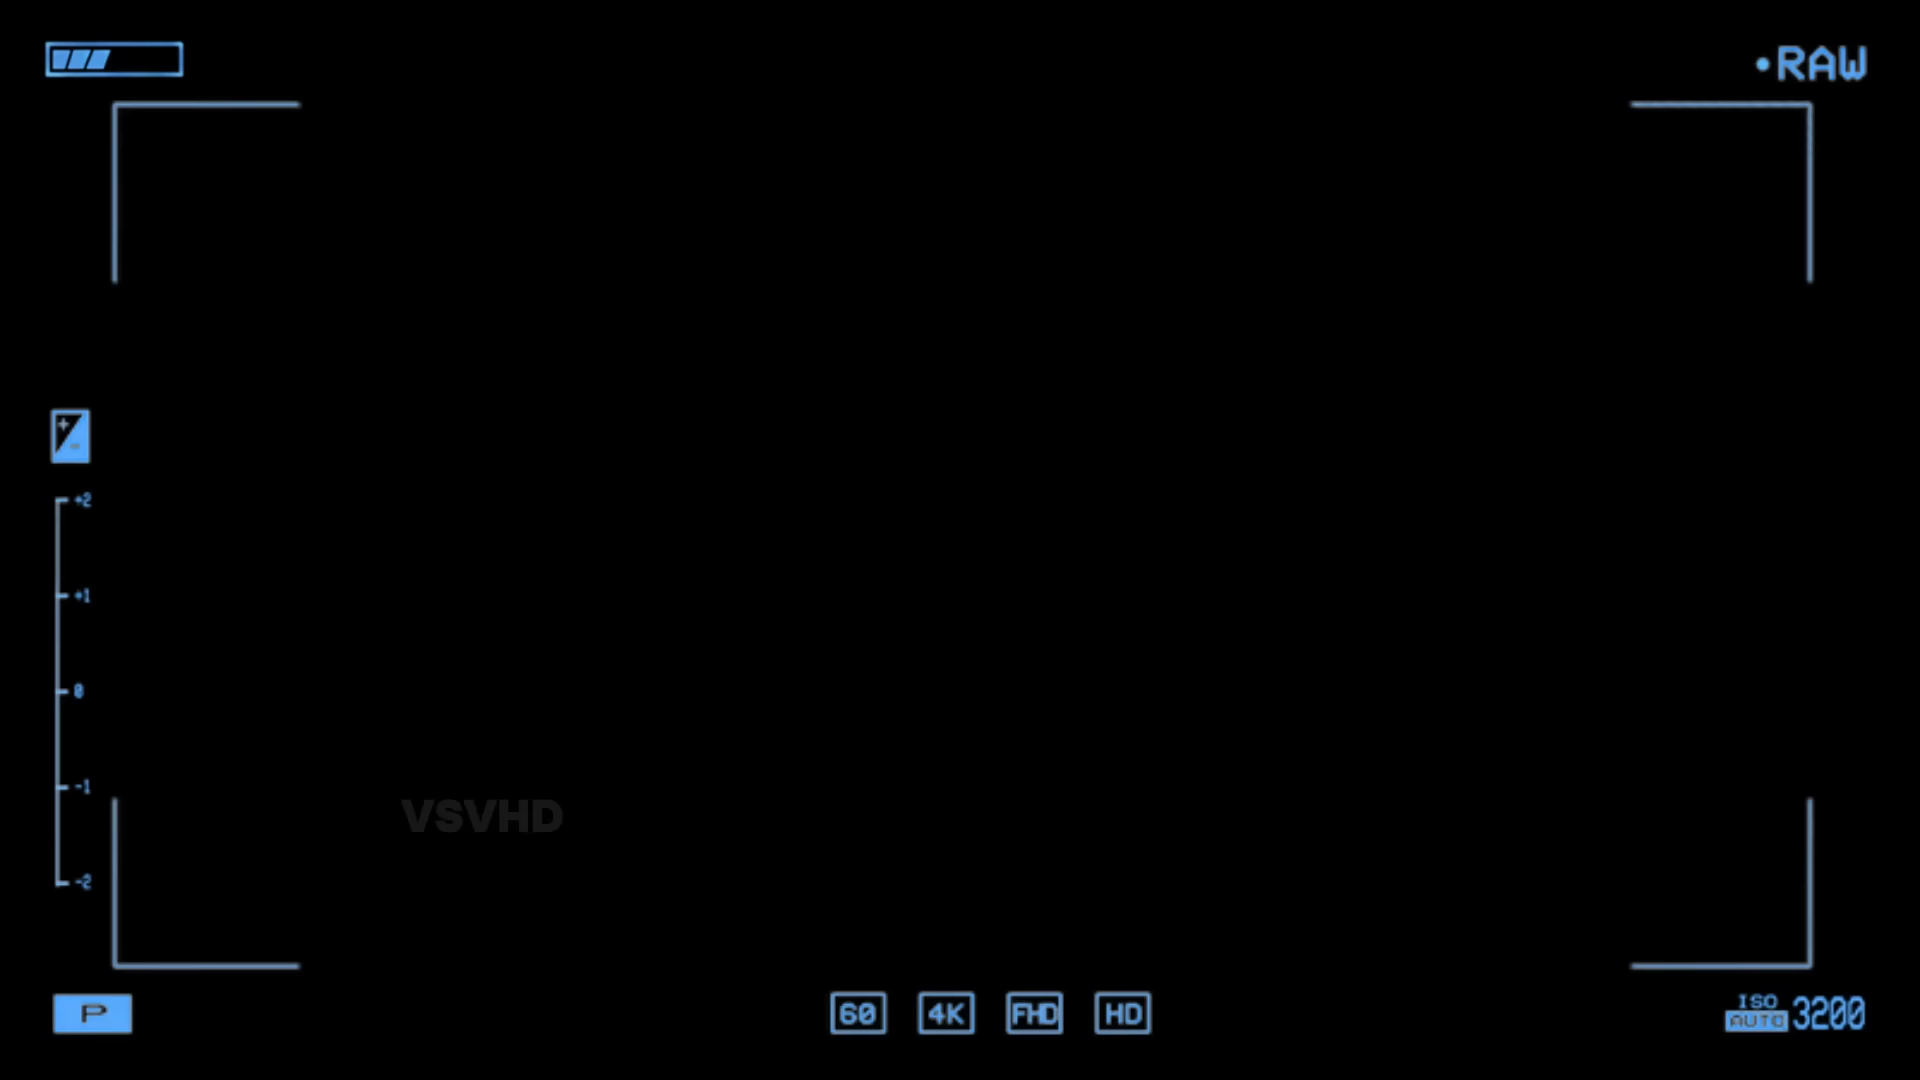 •RAW
+
-
+2
+1
0
-1
VSVHD
-2
P
60 4K FHD HD
ISO
AUTO 3200